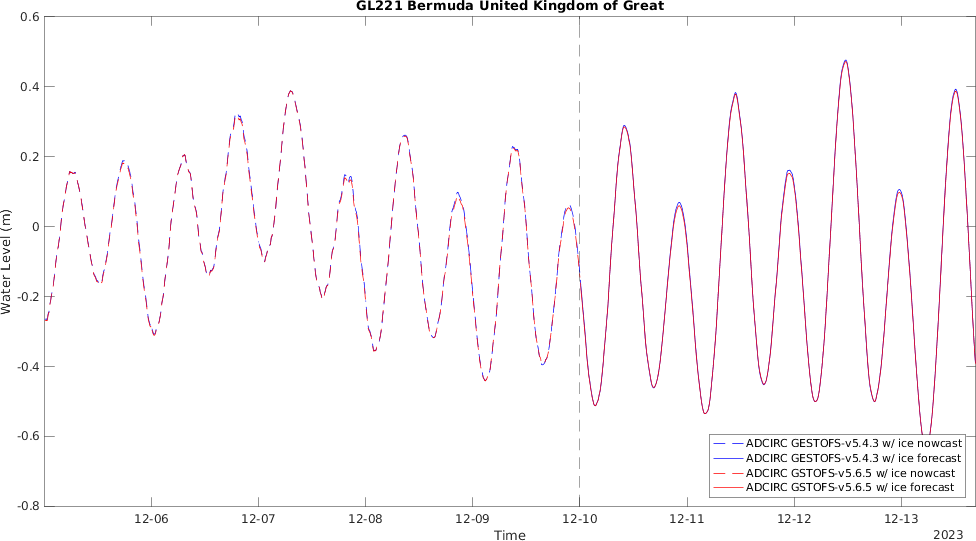 GL221 Bermuda United Kingdom of Great
0.6
0.4
0.2
0
-0.2
-0.4
-0.6
-0.8
Water Level (m)
ADCIRC GESTOFS-v5.4.3 w/ ice nowcast
ADCIRC GESTOFS-v5.4.3 w/ ice forecast
ADCIRC GSTOFS-v5.6.5 w/ ice nowcast
ADCIRC GSTOFS-v5.6.5 w/ ice forecast
12-06 12-07 12-08 12-09 12-10 12-11 12-12 12-13
Time
2023